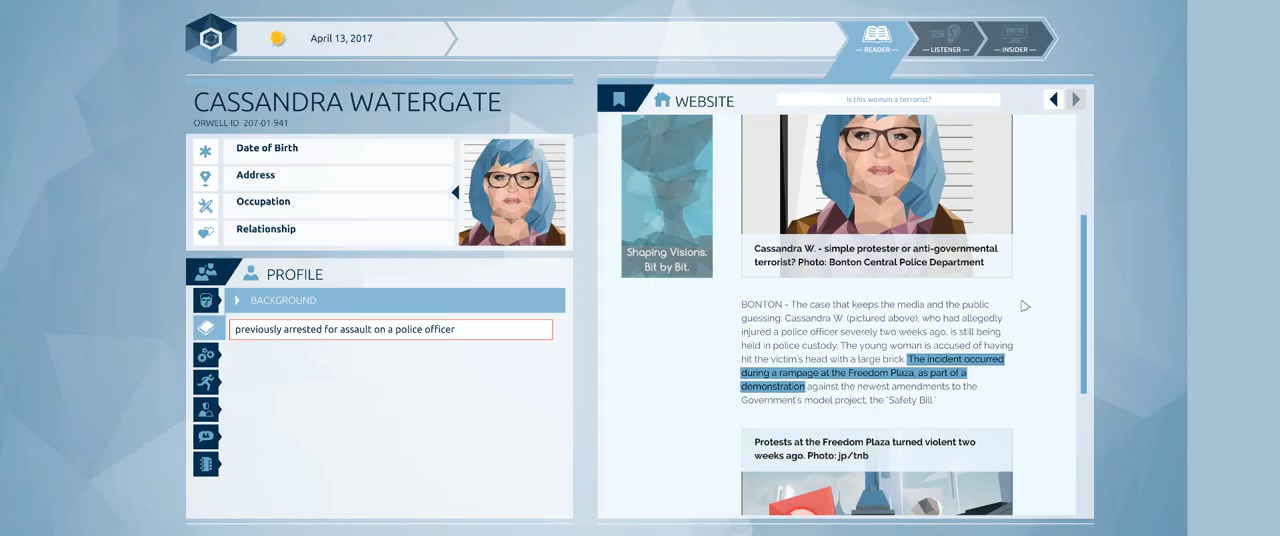 April 13, 2017
— READER —
— LISTENER —
— INSIDER —
CASSANDRA WATERGATE
ORWELL-ID 207-01-941
Date of Birth
Address
Occupation
Relationship
PROFILE
BACKGROUND
previously arrested for assault on a police officer
WEBSITE
Is this woman a terrorist?
Shaping Visions.
Bit by Bit.
Cassandra W. - simple protester or anti-governmental
terrorist? Photo: Bonton Central Police Department
BONTON - The case that keeps the media and the public
guessing: Cassandra W. (pictured above), who had allegedly
injured a police officer severely two weeks ago, is still being
held in police custody. The young woman is accused of having
hit the victim's head with a large brick. The incident occurred
during a rampage at the Freedom Plaza, as part of a
demonstration against the newest amendments to the
Government's model project, the "Safety Bill."
Protests at the Freedom Plaza turned violent two
weeks ago. Photo: jp/tnb